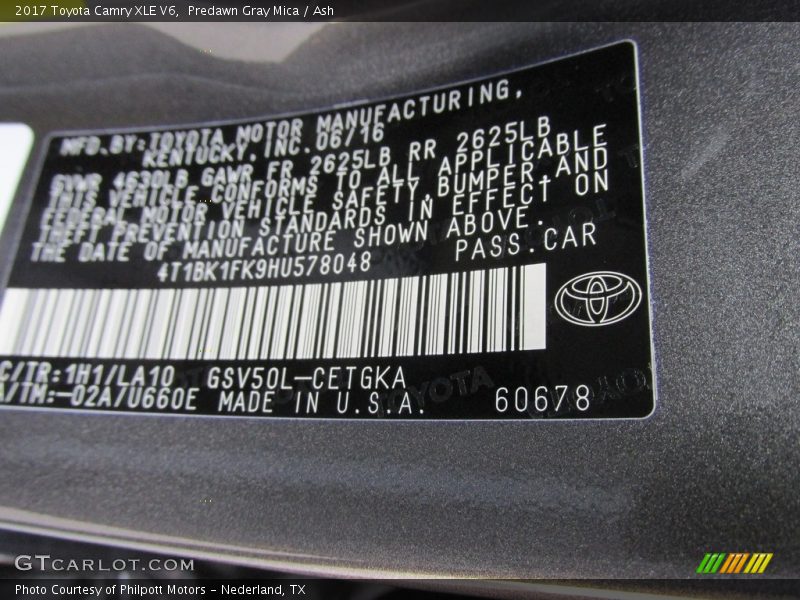 2017 Toyota Camry XLE V6, Predawn Gray Mica / Ash
MFD.BY:TOYOTA MOTOR MANUFACTURING,
KENTUCKY, INC.06/16
GVWR 4630LB GAWR FR 2625LB RR 2625LB
THIS VEHICLE CONFORMS TO ALL APPLICABLE
FEDERAL MOTOR VEHICLE SAFETY,BUMPER,AND
THEFT PREVENTION STANDARDS IN EFFECT ON
THE DATE OF MANUFACTURE SHOWN ABOVE.
4T1BK1FK9HU578048 PASS.CAR
C/TR:1H1/LA10 GSV50L-CETGKA
A/TM:-02A/U660E MADE IN U.S.A. 60678
TOYOTA
GTCARLOT.COM
Photo Courtesy of Philpott Motors - Nederland, TX